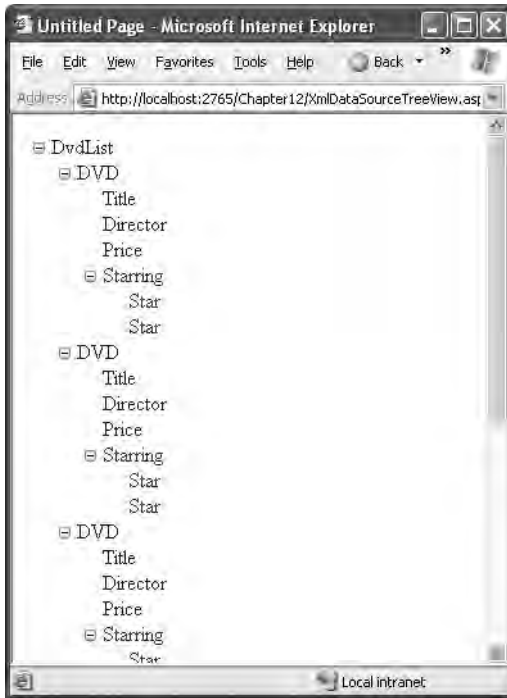 Untitled Page - Microsoft Internet Explorer
File Edit View Favorites Tools Help Back »
Address http://localhost:2765/Chapter12/XmlDataSourceTreeView.asp
DvdList
DVD
Title
Director
Price
Starring
Star
Star
DVD
Title
Director
Price
Starring
Star
Star
DVD
Title
Director
Price
Starring
Star
Local intranet